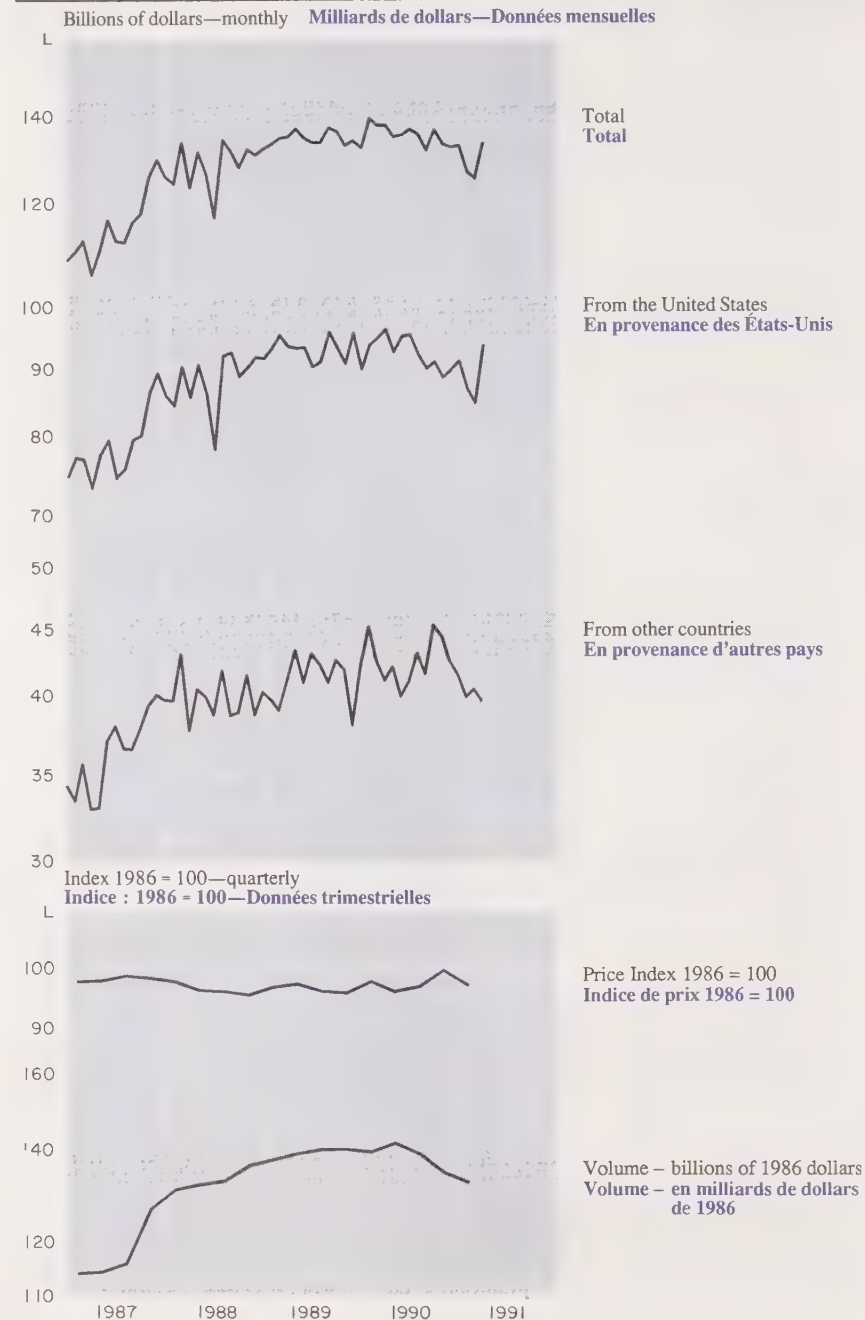 Billions of dollars—monthly Milliards de dollars—Données mensuelles
L
140
Total
Total
120
100
From the United States
En provenance des États-Unis
90
80
70
50
45
From other countries
En provenance d'autres pays
40
35
30
Index 1986 = 100—quarterly
Indice : 1986 = 100—Données trimestrielles
L
100
Price Index 1986 = 100
Indice de prix 1986 = 100
90
160
140
Volume – billions of 1986 dollars
Volume – en milliards de dollars
de 1986
120
110
1987 1988 1989 1990 1991